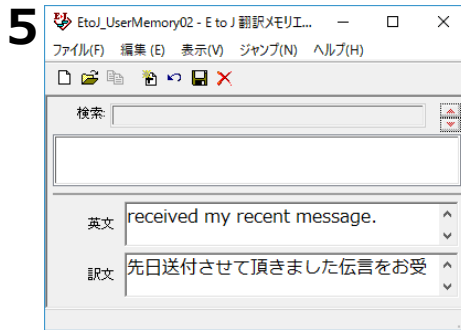 5
EtoJ_UserMemory02 - E to J 翻訳メモリエ...
ファイル(F) 編集(E) 表示(V) ジャンプ(N) ヘルプ(H)
検索:
英文 received my recent message.
訳文 先日送付させて頂きました伝言をお受